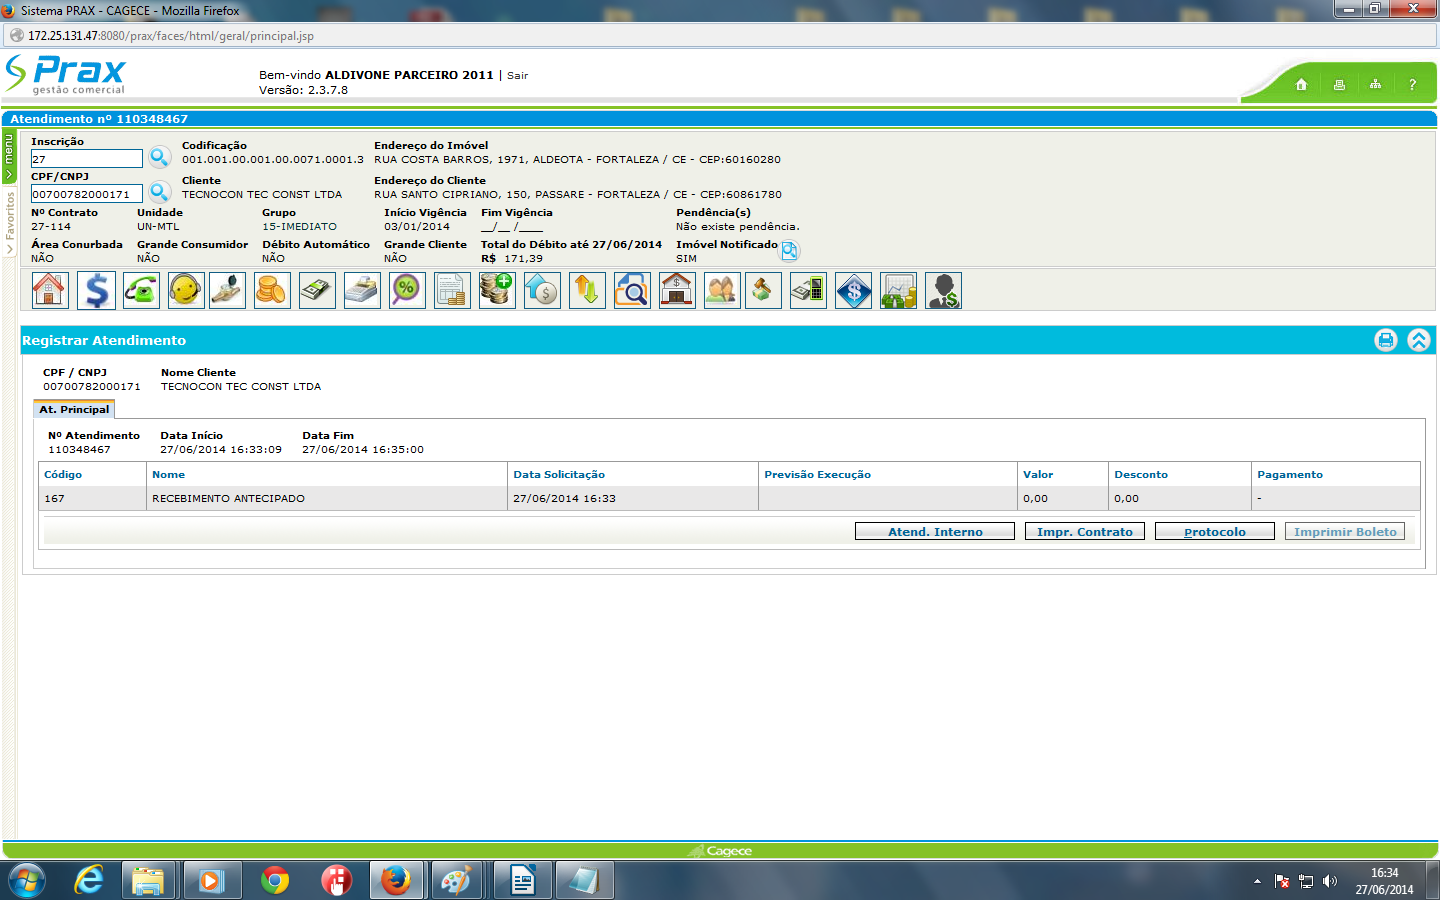 Sistema PRAX - CAGECE - Mozilla Firefox
172.25.131.47:8080/prax/faces/html/geral/principal.jsp
Prax
gestão comercial
Bem-vindo ALDIVONE PARCEIRO 2011 | Sair
Versão: 2.3.7.8
?
Atendimento nº 110348467
menu
Favoritos
Inscrição Codificação Endereço do Imóvel
27 001.001.00.001.00.0071.0001.3 RUA COSTA BARROS, 1971, ALDEOTA - FORTALEZA / CE - CEP:60160280
CPF/CNPJ Cliente Endereço do Cliente
00700782000171 TECNOCON TEC CONST LTDA RUA SANTO CIPRIANO, 150, PASSARE - FORTALEZA / CE - CEP:60861780
Nº Contrato Unidade Grupo Início Vigência Fim Vigência Pendência(s)
27-114 UN-MTL 15-IMEDIATO 03/01/2014 __/__ /____ Não existe pendência.
Área Conurbada Grande Consumidor Débito Automático Grande Cliente Total do Débito até 27/06/2014 Imóvel Notificado
NÃO NÃO NÃO NÃO R$ 171,39 SIM
Registrar Atendimento
CPF / CNPJ Nome Cliente
00700782000171 TECNOCON TEC CONST LTDA
At. Principal
Nº Atendimento Data Início Data Fim
110348467 27/06/2014 16:33:09 27/06/2014 16:35:00
Código Nome Data Solicitação Previsão Execução Valor Desconto Pagamento
167 RECEBIMENTO ANTECIPADO 27/06/2014 16:33 0,00 0,00 -
Atend. Interno Impr. Contrato Protocolo Imprimir Boleto
Cagece
16:34
27/06/2014